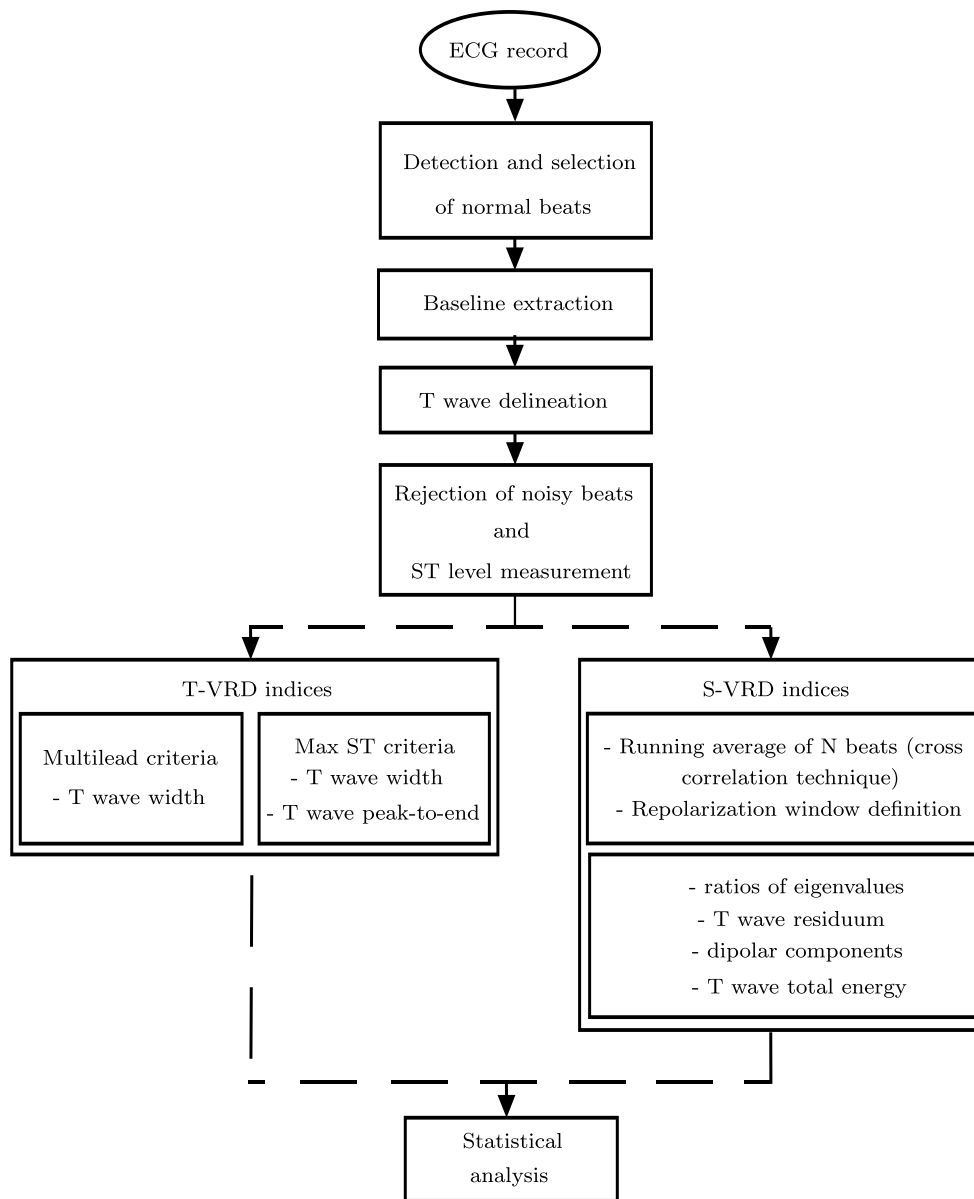 ECG record
Detection and selection
of normal beats
Baseline extraction
T wave delineation
Rejection of noisy beats
and
ST level measurement
T-VRD indices
Multilead criteria
- T wave width
Max ST criteria
- T wave width
- T wave peak-to-end
S-VRD indices
- Running average of N beats (cross
correlation technique)
- Repolarization window definition
- ratios of eigenvalues
- T wave residuum
- dipolar components
- T wave total energy
Statistical
analysis